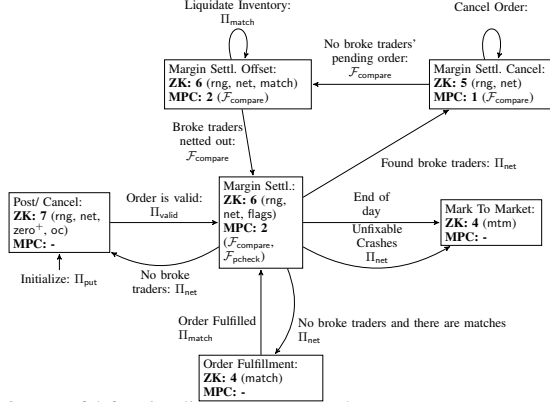 Liquidate Inventory:
Π_match
Cancel Order:
No broke traders'
pending order:
F_compare
Margin Settl. Offset:
ZK: 6 (rng, net, match)
MPC: 2 (F_compare)
Margin Settl. Cancel:
ZK: 5 (rng, net)
MPC: 1 (F_compare)
Broke traders
netted out:
F_compare
Found broke traders: Π_net
Post/ Cancel:
ZK: 7 (rng, net,
zero⁺, oc)
MPC: -
Order is valid:
Π_valid
Margin Settl.:
ZK: 6 (rng,
net, flags)
MPC: 2
(F_compare,
F_pcheck)
End of
day
Unfixable
Crashes
Π_net
Mark To Market:
ZK: 4 (mtm)
MPC: -
Initialize: Π_put
No broke
traders: Π_net
Order Fulfilled
Π_match
No broke traders and there are matches
Π_net
Order Fulfillment:
ZK: 4 (match)
MPC: -